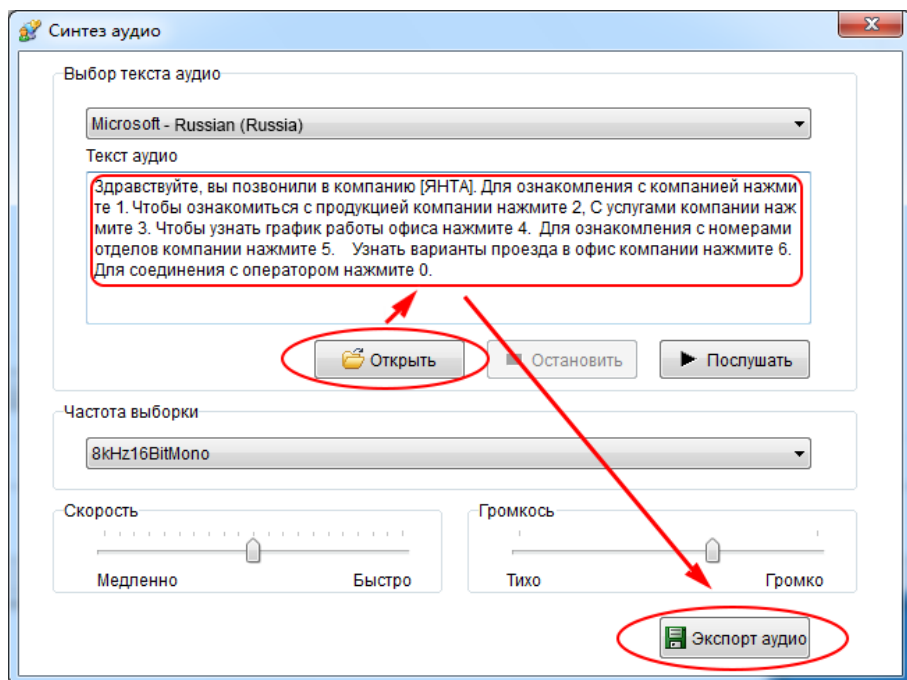 Синтез аудио
Выбор текста аудио
Microsoft - Russian (Russia)
Текст аудио
Здравствуйте, вы позвонили в компанию [ЯНТА]. Для ознакомления с компанией нажми
те 1. Чтобы ознакомиться с продукцией компании нажмите 2, С услугами компании наж
мите 3. Чтобы узнать график работы офиса нажмите 4. Для ознакомления с номерами
отделов компании нажмите 5. Узнать варианты проезда в офис компании нажмите 6.
Для соединения с оператором нажмите 0.
Открыть
Остановить
Послушать
Частота выборки
8kHz16BitMono
Скорость
Громкось
Медленно
Быстро
Тихо
Громко
Экспорт аудио